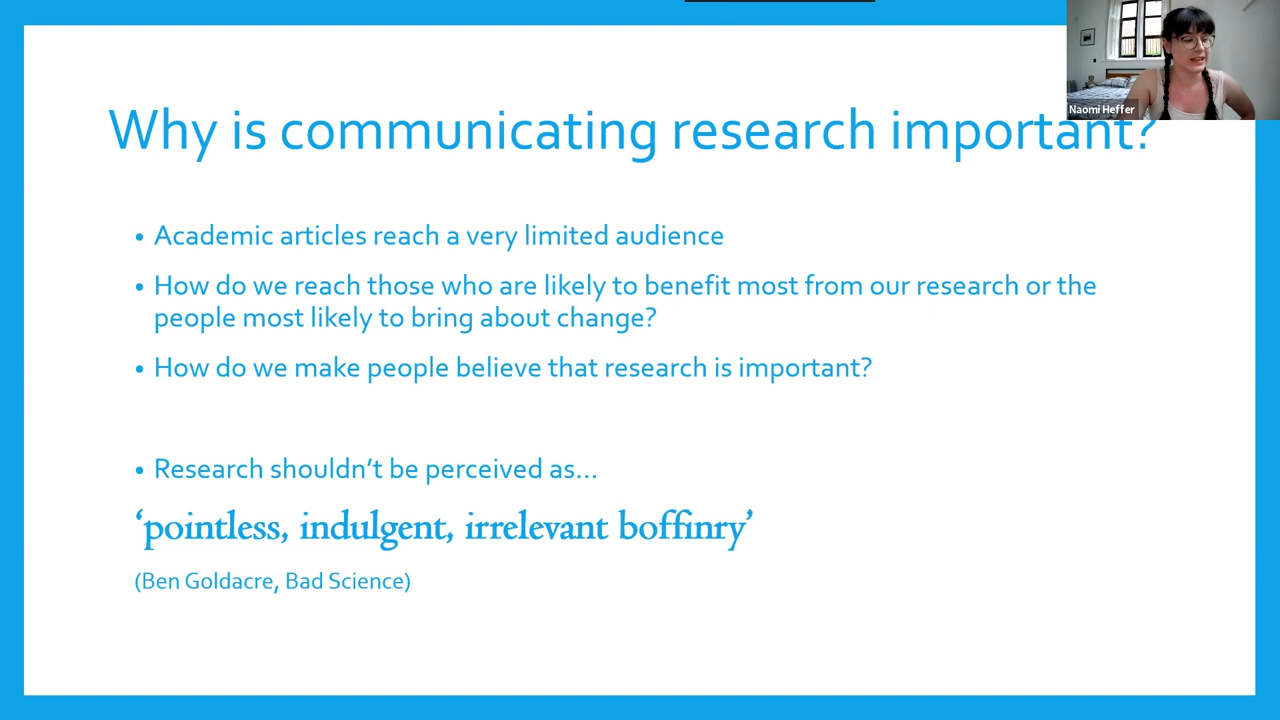 Naomi Heffer
Why is communicating research important?
• Academic articles reach a very limited audience
• How do we reach those who are likely to benefit most from our research or the
people most likely to bring about change?
• How do we make people believe that research is important?
• Research shouldn’t be perceived as…
‘pointless, indulgent, irrelevant boffinry’
(Ben Goldacre, Bad Science)